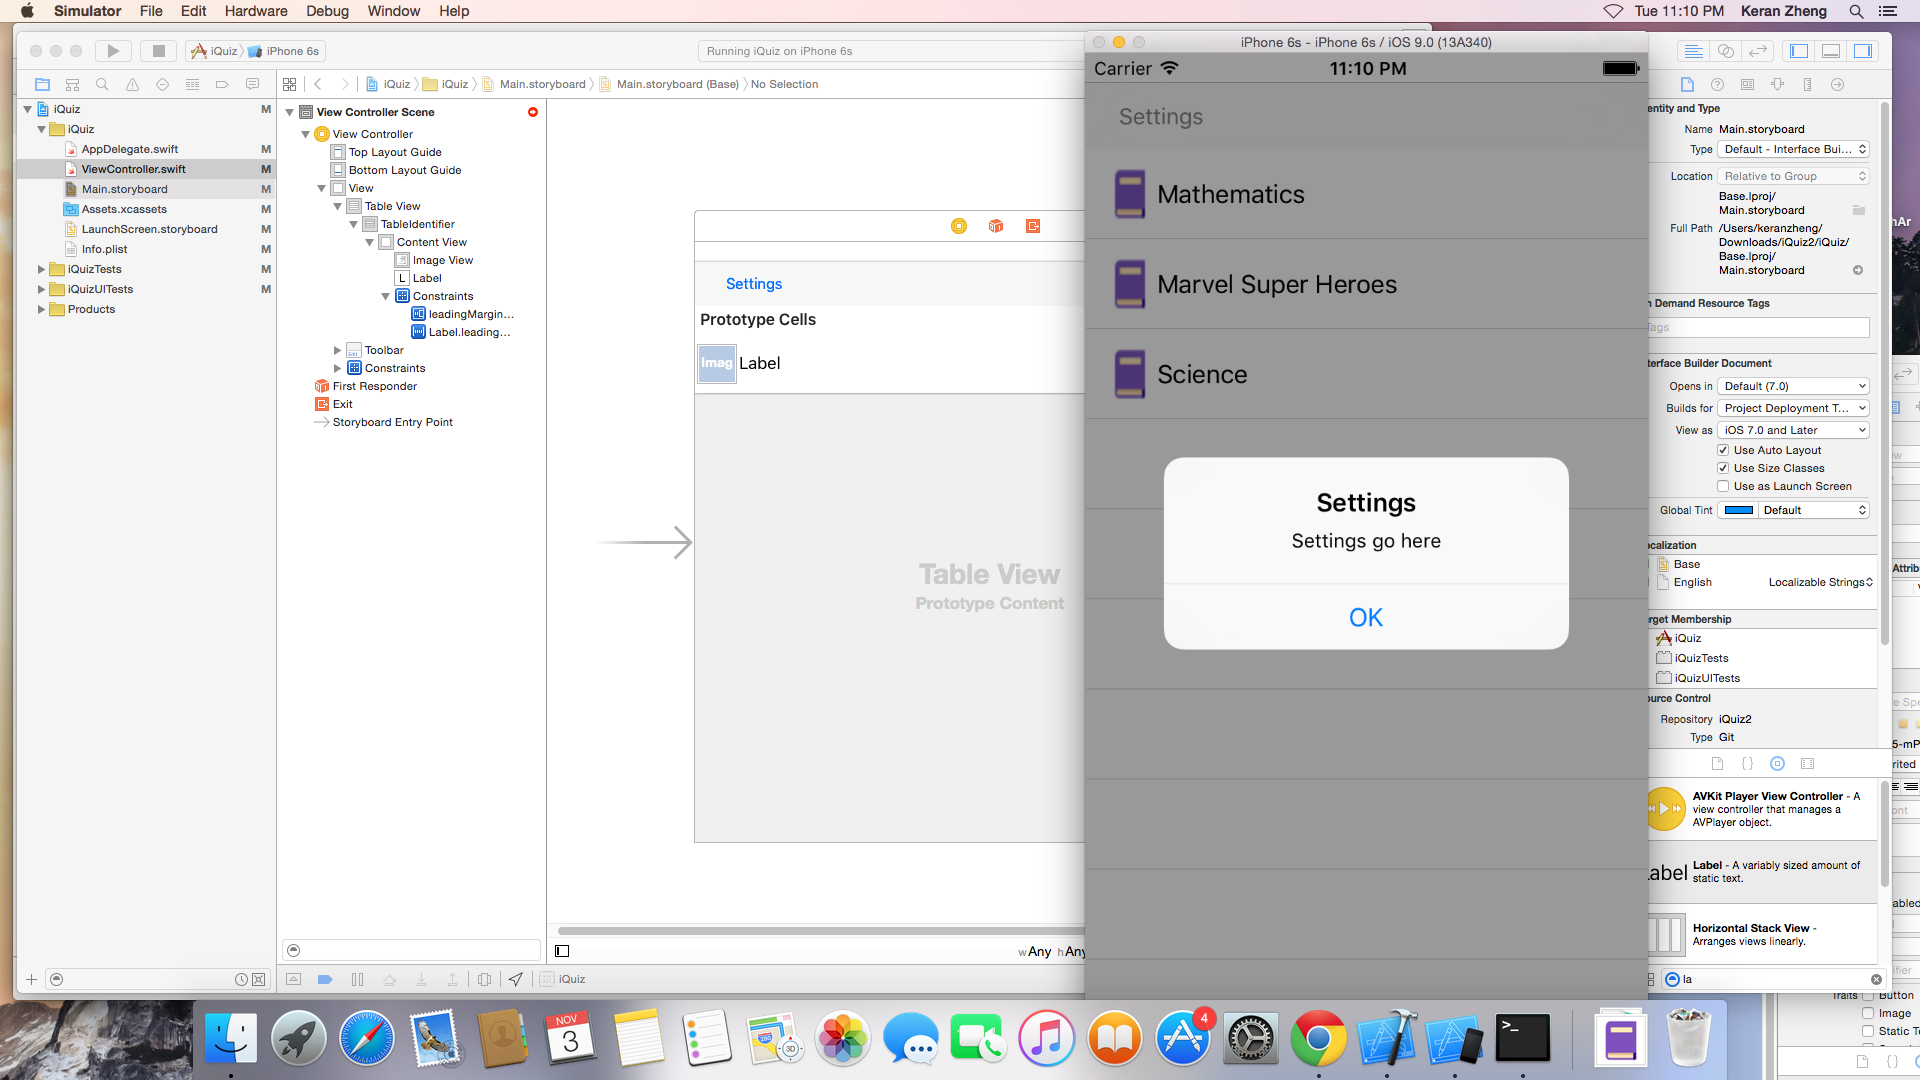 Simulator File Edit Hardware Debug Window Help
Tue 11:10 PM Keran Zheng
iQuiz iPhone 6s
Running iQuiz on iPhone 6s
iPhone 6s - iPhone 6s / iOS 9.0 (13A340)
iQuiz iQuiz Main.storyboard Main.storyboard (Base) No Selection
iQuiz M
iQuiz
AppDelegate.swift M
ViewController.swift M
Main.storyboard M
Assets.xcassets M
LaunchScreen.storyboard M
Info.plist M
iQuizTests M
iQuizUITests M
Products
View Controller Scene
View Controller
Top Layout Guide
Bottom Layout Guide
View
Table View
TableIdentifier
Content View
Image View
L Label
Constraints
leadingMargin...
Label.leading...
Toolbar
Constraints
First Responder
Exit
Storyboard Entry Point
Settings
Prototype Cells
Imag Label
Table View
Prototype Content
wAny hAny
iQuiz
Carrier 11:10 PM
Settings
Mathematics
Marvel Super Heroes
Science
Settings
Settings go here
OK
entity and Type
Name Main.storyboard
Type Default - Interface Bui...
Location Relative to Group
Base.lproj/
Main.storyboard
Full Path /Users/keranzheng/
Downloads/iQuiz2/iQuiz/
Base.lproj/
Main.storyboard
n Demand Resource Tags
Tags
terface Builder Document
Opens in Default (7.0)
Builds for Project Deployment T...
View as iOS 7.0 and Later
Use Auto Layout
Use Size Classes
Use as Launch Screen
Global Tint Default
ocalization
Base
English Localizable Strings
rget Membership
iQuiz
iQuizTests
iQuizUITests
ource Control
Repository iQuiz2
Type Git
AVKit Player View Controller - A
view controller that manages a
AVPlayer object.
Label
Label - A variably sized amount of
static text.
Horizontal Stack View -
Arranges views linearly.
la
Attrib
5-mP
Traits Button
Image
Static Te
NOV
3
280
3D
4
>_